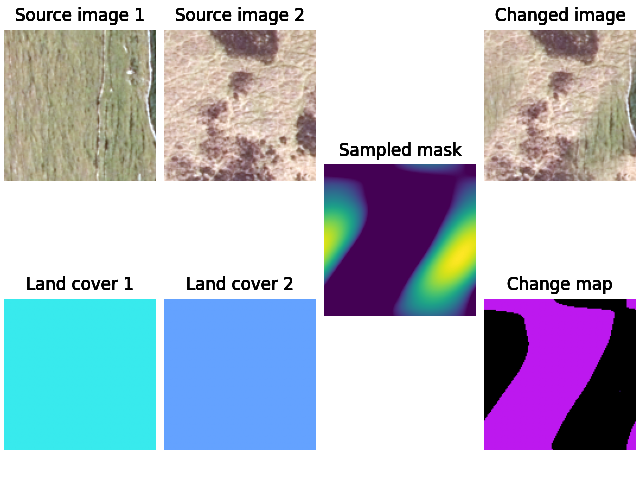 Source image 1
Source image 2
Changed image
Sampled mask
Land cover 1
Land cover 2
Change map